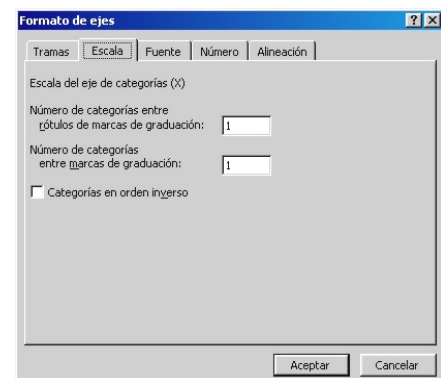 Formato de ejes
Tramas Escala Fuente Número Alineación
Escala del eje de categorías (X)
Número de categorías entre
rótulos de marcas de graduación: 1
Número de categorías
entre marcas de graduación: 1
Categorías en orden inverso
Aceptar Cancelar